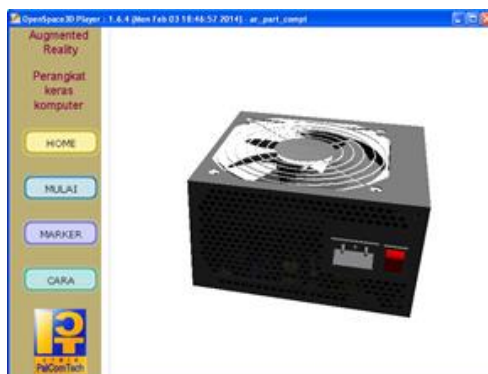 OpenSpace3D Player : 1.6.4 (Mon Feb 03 18:46:57 2014) - ar_part_compt
Augmented
Reality
Perangkat
keras
komputer
HOME
MULAI
MARKER
CARA
PalComTech